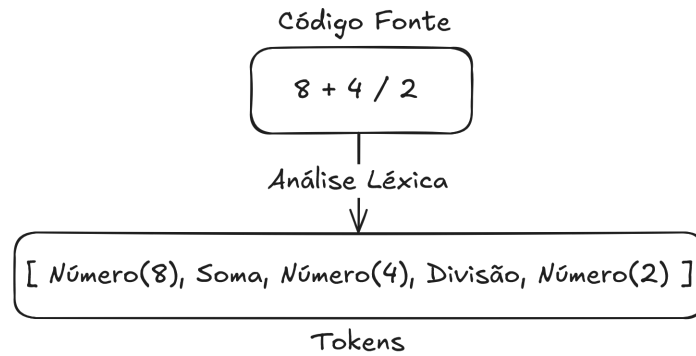 Código Fonte
8 + 4 / 2
Análise Léxica
[ Número(8), Soma, Número(4), Divisão, Número(2) ]
Tokens